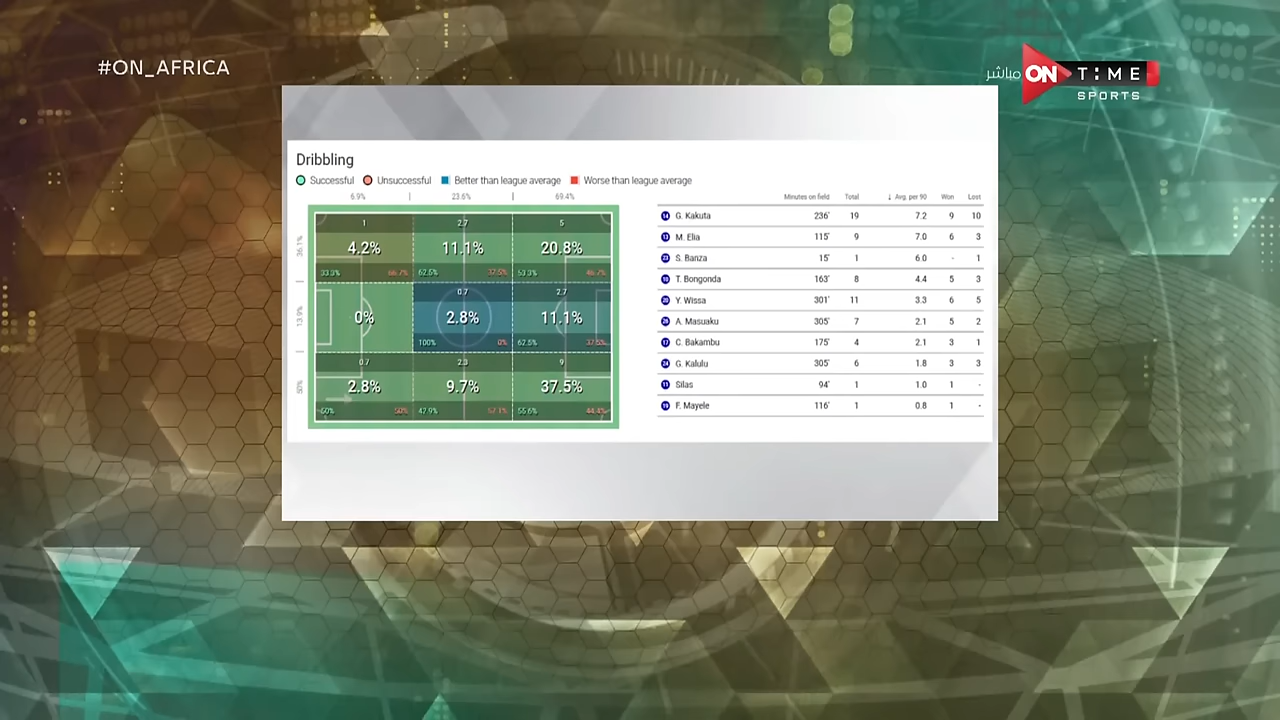 #ON_AFRICA
مباشر ON TIME
SPORTS
Dribbling
Successful Unsuccessful Better than league average Worse than league average
6.9% 23.6% 69.4%
36.1% 13.9% 50%
1 2.7 5
4.2% 11.1% 20.8%
33.3% 66.7% 62.5% 37.5% 53.3% 46.7%
0.7 2.7
0% 2.8% 11.1%
100% 0% 62.5% 37.5%
0.7 2.3 9
2.8% 9.7% 37.5%
50% 50% 55.6% 44.4%
Minutes on field Total ↓ Avg. per 90 Won Lost
14 G. Kakuta 236' 19 7.2 9 10
13 M. Elia 115' 9 7.0 6 3
23 S. Banza 15' 1 6.0 - 1
T. Bongonda 163' 8 4.4 5 3
20 Y. Wissa 301' 11 3.3 6 5
26 A. Masuaku 305' 7 2.1 5 2
17 C. Bakambu 175' 4 2.1 3 1
24 G. Kalulu 305' 6 1.8 3 3
11 Silas 94' 1 1.0 1 -
19 F. Mayele 116' 1 0.8 1 -